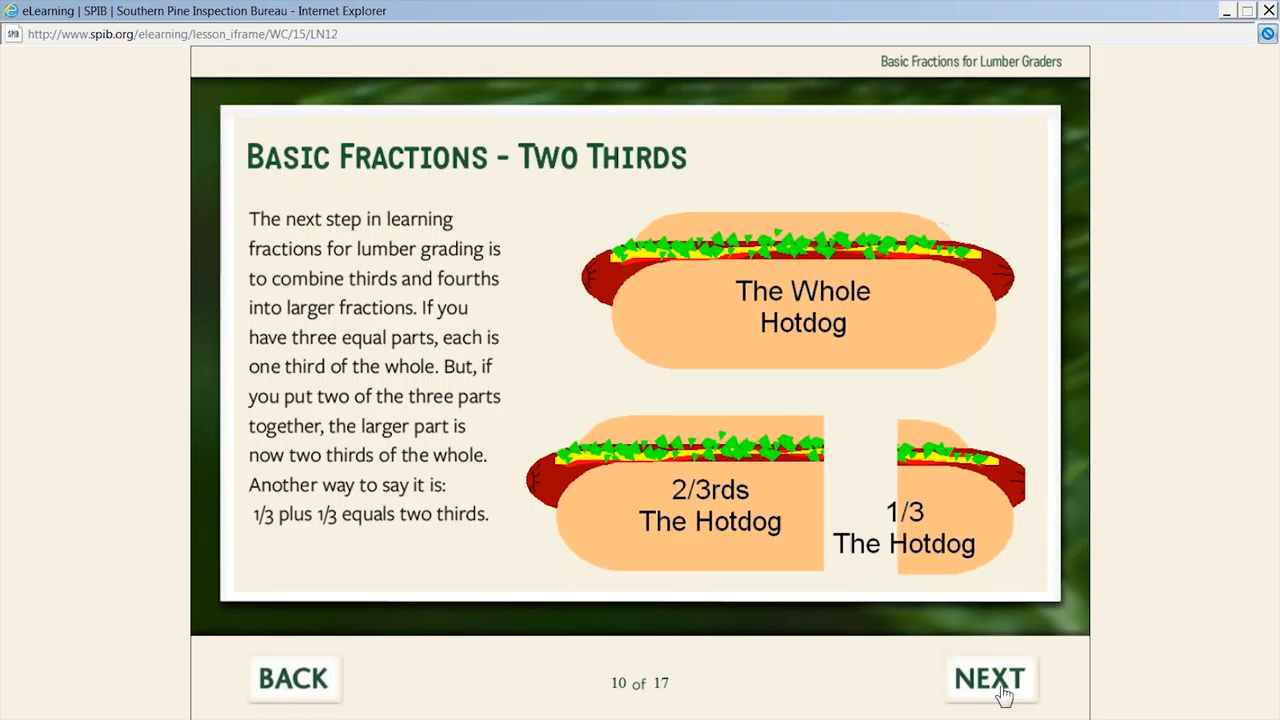 eLearning | SPIB | Southern Pine Inspection Bureau - Internet Explorer
SPIB
http://www.spib.org/elearning/lesson_iframe/WC/15/LN12
Basic Fractions for Lumber Graders
Basic Fractions - Two Thirds
The next step in learning
fractions for lumber grading is
to combine thirds and fourths
into larger fractions. If you
have three equal parts, each is
one third of the whole. But, if
you put two of the three parts
together, the larger part is
now two thirds of the whole.
Another way to say it is:
1/3 plus 1/3 equals two thirds.
The Whole
Hotdog
2/3rds
The Hotdog
1/3
The Hotdog
BACK
10 of 17
NEXT